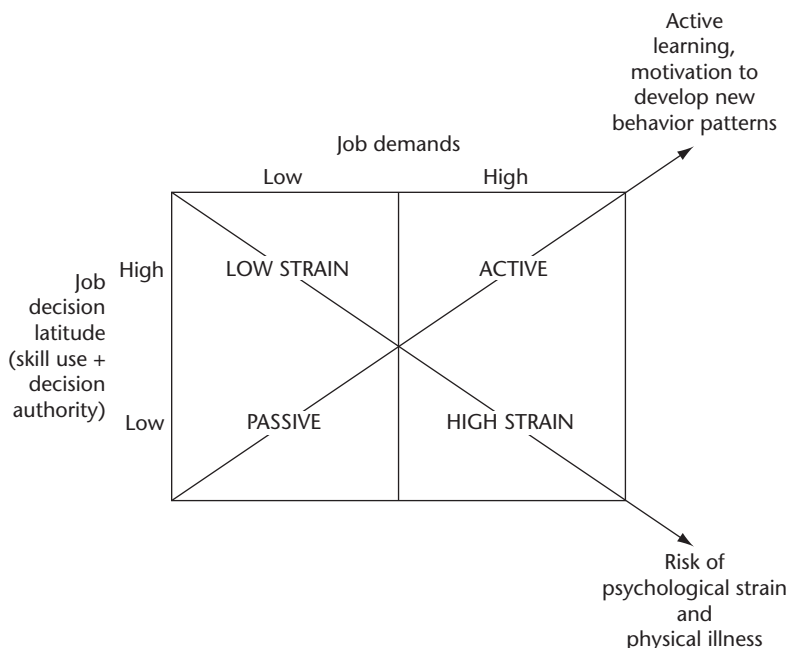 Active
learning,
motivation to
develop new
behavior patterns
Job demands
Low
High
High
Job
decision
latitude
(skill use +
decision
authority)
Low
LOW STRAIN
ACTIVE
PASSIVE
HIGH STRAIN
Risk of
psychological strain
and
physical illness